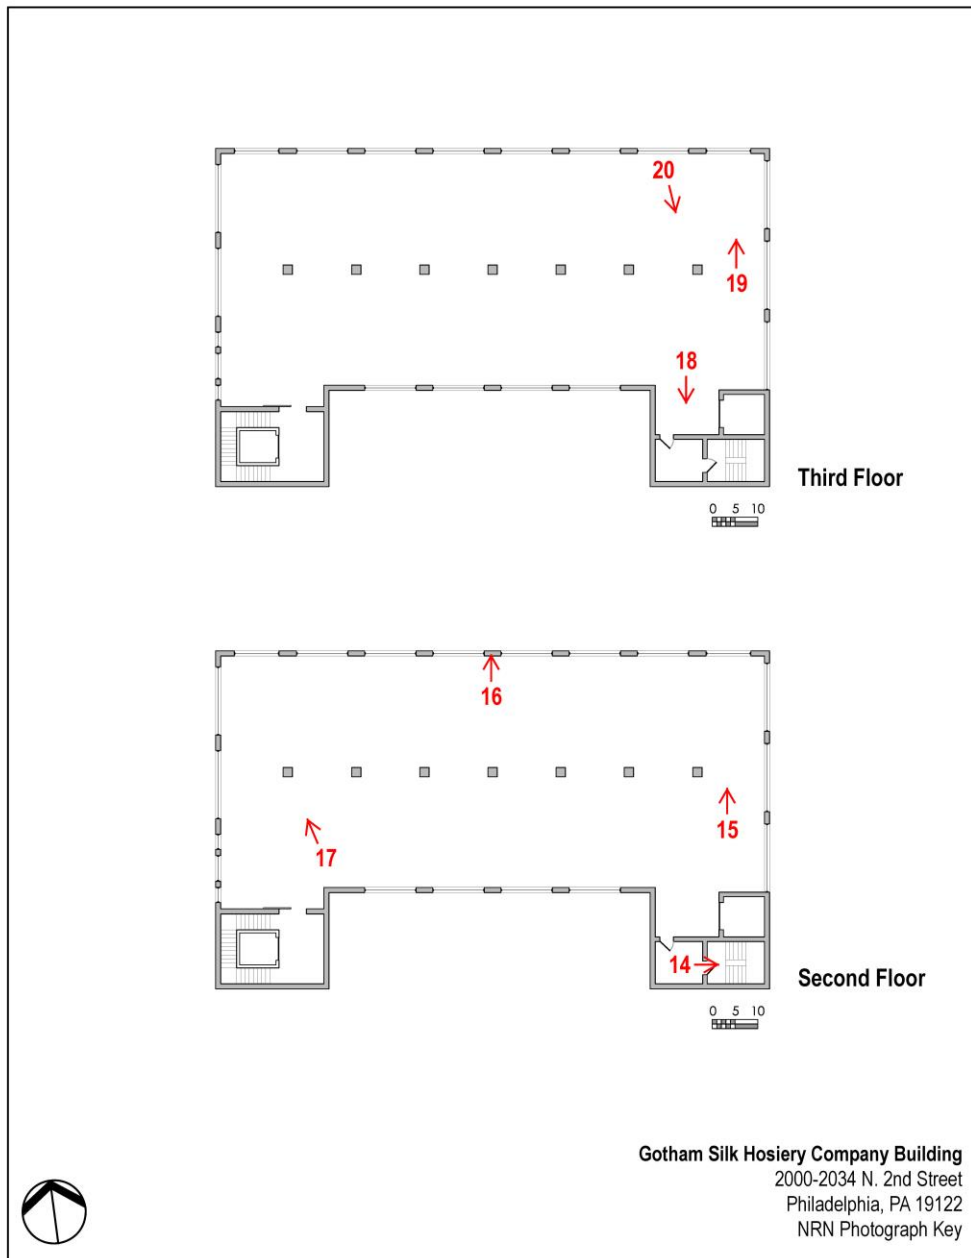 20
19
18
Third Floor
0 5 10
16
15
17
14
Second Floor
0 5 10
Gotham Silk Hosiery Company Building
2000-2034 N. 2nd Street
Philadelphia, PA 19122
NRN Photograph Key